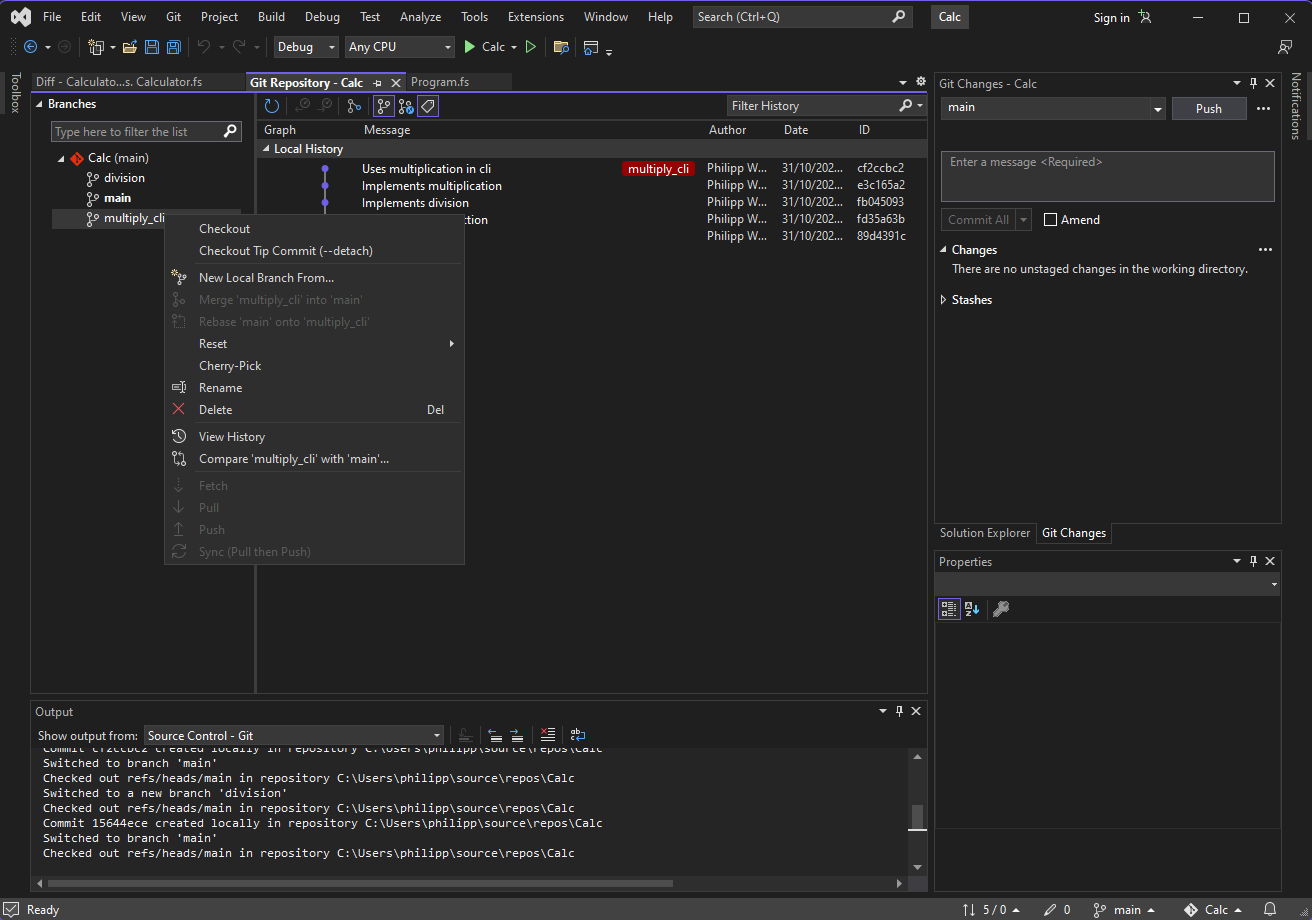 File Edit View Git Project Build Debug Test Analyze Tools Extensions Window Help Search (Ctrl+Q) Calc Sign in
Debug Any CPU Calc
Toolbox
Diff - Calculato...s. Calculator.fs Git Repository - Calc Program.fs
Branches
Type here to filter the list
Calc (main)
division
main
multiply_cli
Filter History
Graph Message Author Date ID
Local History
Uses multiplication in cli multiply_cli Philipp W... 31/10/202... cf2ccbc2
Implements multiplication Philipp W... 31/10/202... e3c165a2
Implements division Philipp W... 31/10/202... fb045093
ction Philipp W... 31/10/202... fd35a63b
Philipp W... 31/10/202... 89d4391c
Checkout
Checkout Tip Commit (--detach)
New Local Branch From...
Merge 'multiply_cli' into 'main'
Rebase 'main' onto 'multiply_cli'
Reset
Cherry-Pick
Rename
Delete Del
View History
Compare 'multiply_cli' with 'main'...
Fetch
Pull
Push
Sync (Pull then Push)
Git Changes - Calc
main Push
Enter a message <Required>
Commit All Amend
Changes
There are no unstaged changes in the working directory.
Stashes
Solution Explorer Git Changes
Properties
Notifications
Output
Show output from: Source Control - Git
Commit cf2ccbc2 created locally in repository C:\Users\philipp\source\repos\Calc
Switched to branch 'main'
Checked out refs/heads/main in repository C:\Users\philipp\source\repos\Calc
Switched to a new branch 'division'
Checked out refs/heads/main in repository C:\Users\philipp\source\repos\Calc
Commit 15644ece created locally in repository C:\Users\philipp\source\repos\Calc
Switched to branch 'main'
Checked out refs/heads/main in repository C:\Users\philipp\source\repos\Calc
Ready 5 / 0 0 main Calc